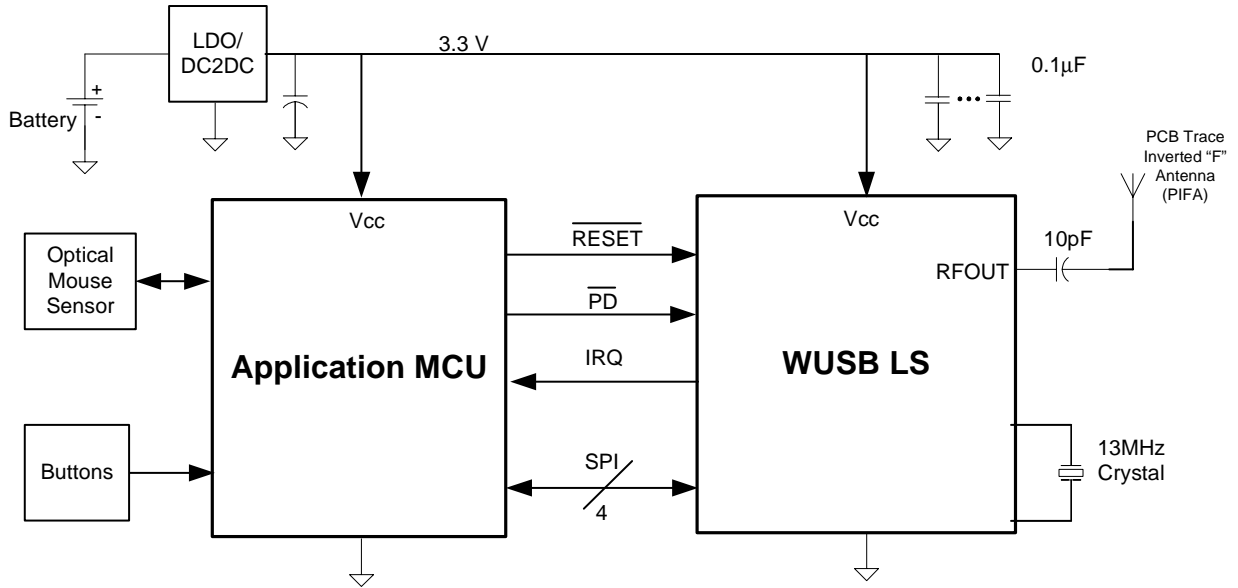 LDO/
DC2DC
3.3 V
0.1μF
+
-
Battery
PCB Trace
Inverted “F”
Antenna
(PIFA)
Vcc
Vcc
RESET
10pF
Optical
Mouse
Sensor
RFOUT
PD
IRQ
Application MCU
WUSB LS
Buttons
SPI
4
13MHz
Crystal